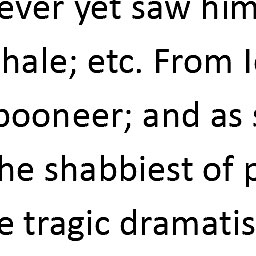 ever yet saw him
hale; etc. From I
pooneer; and as s
he shabbiest of p
e tragic dramatis